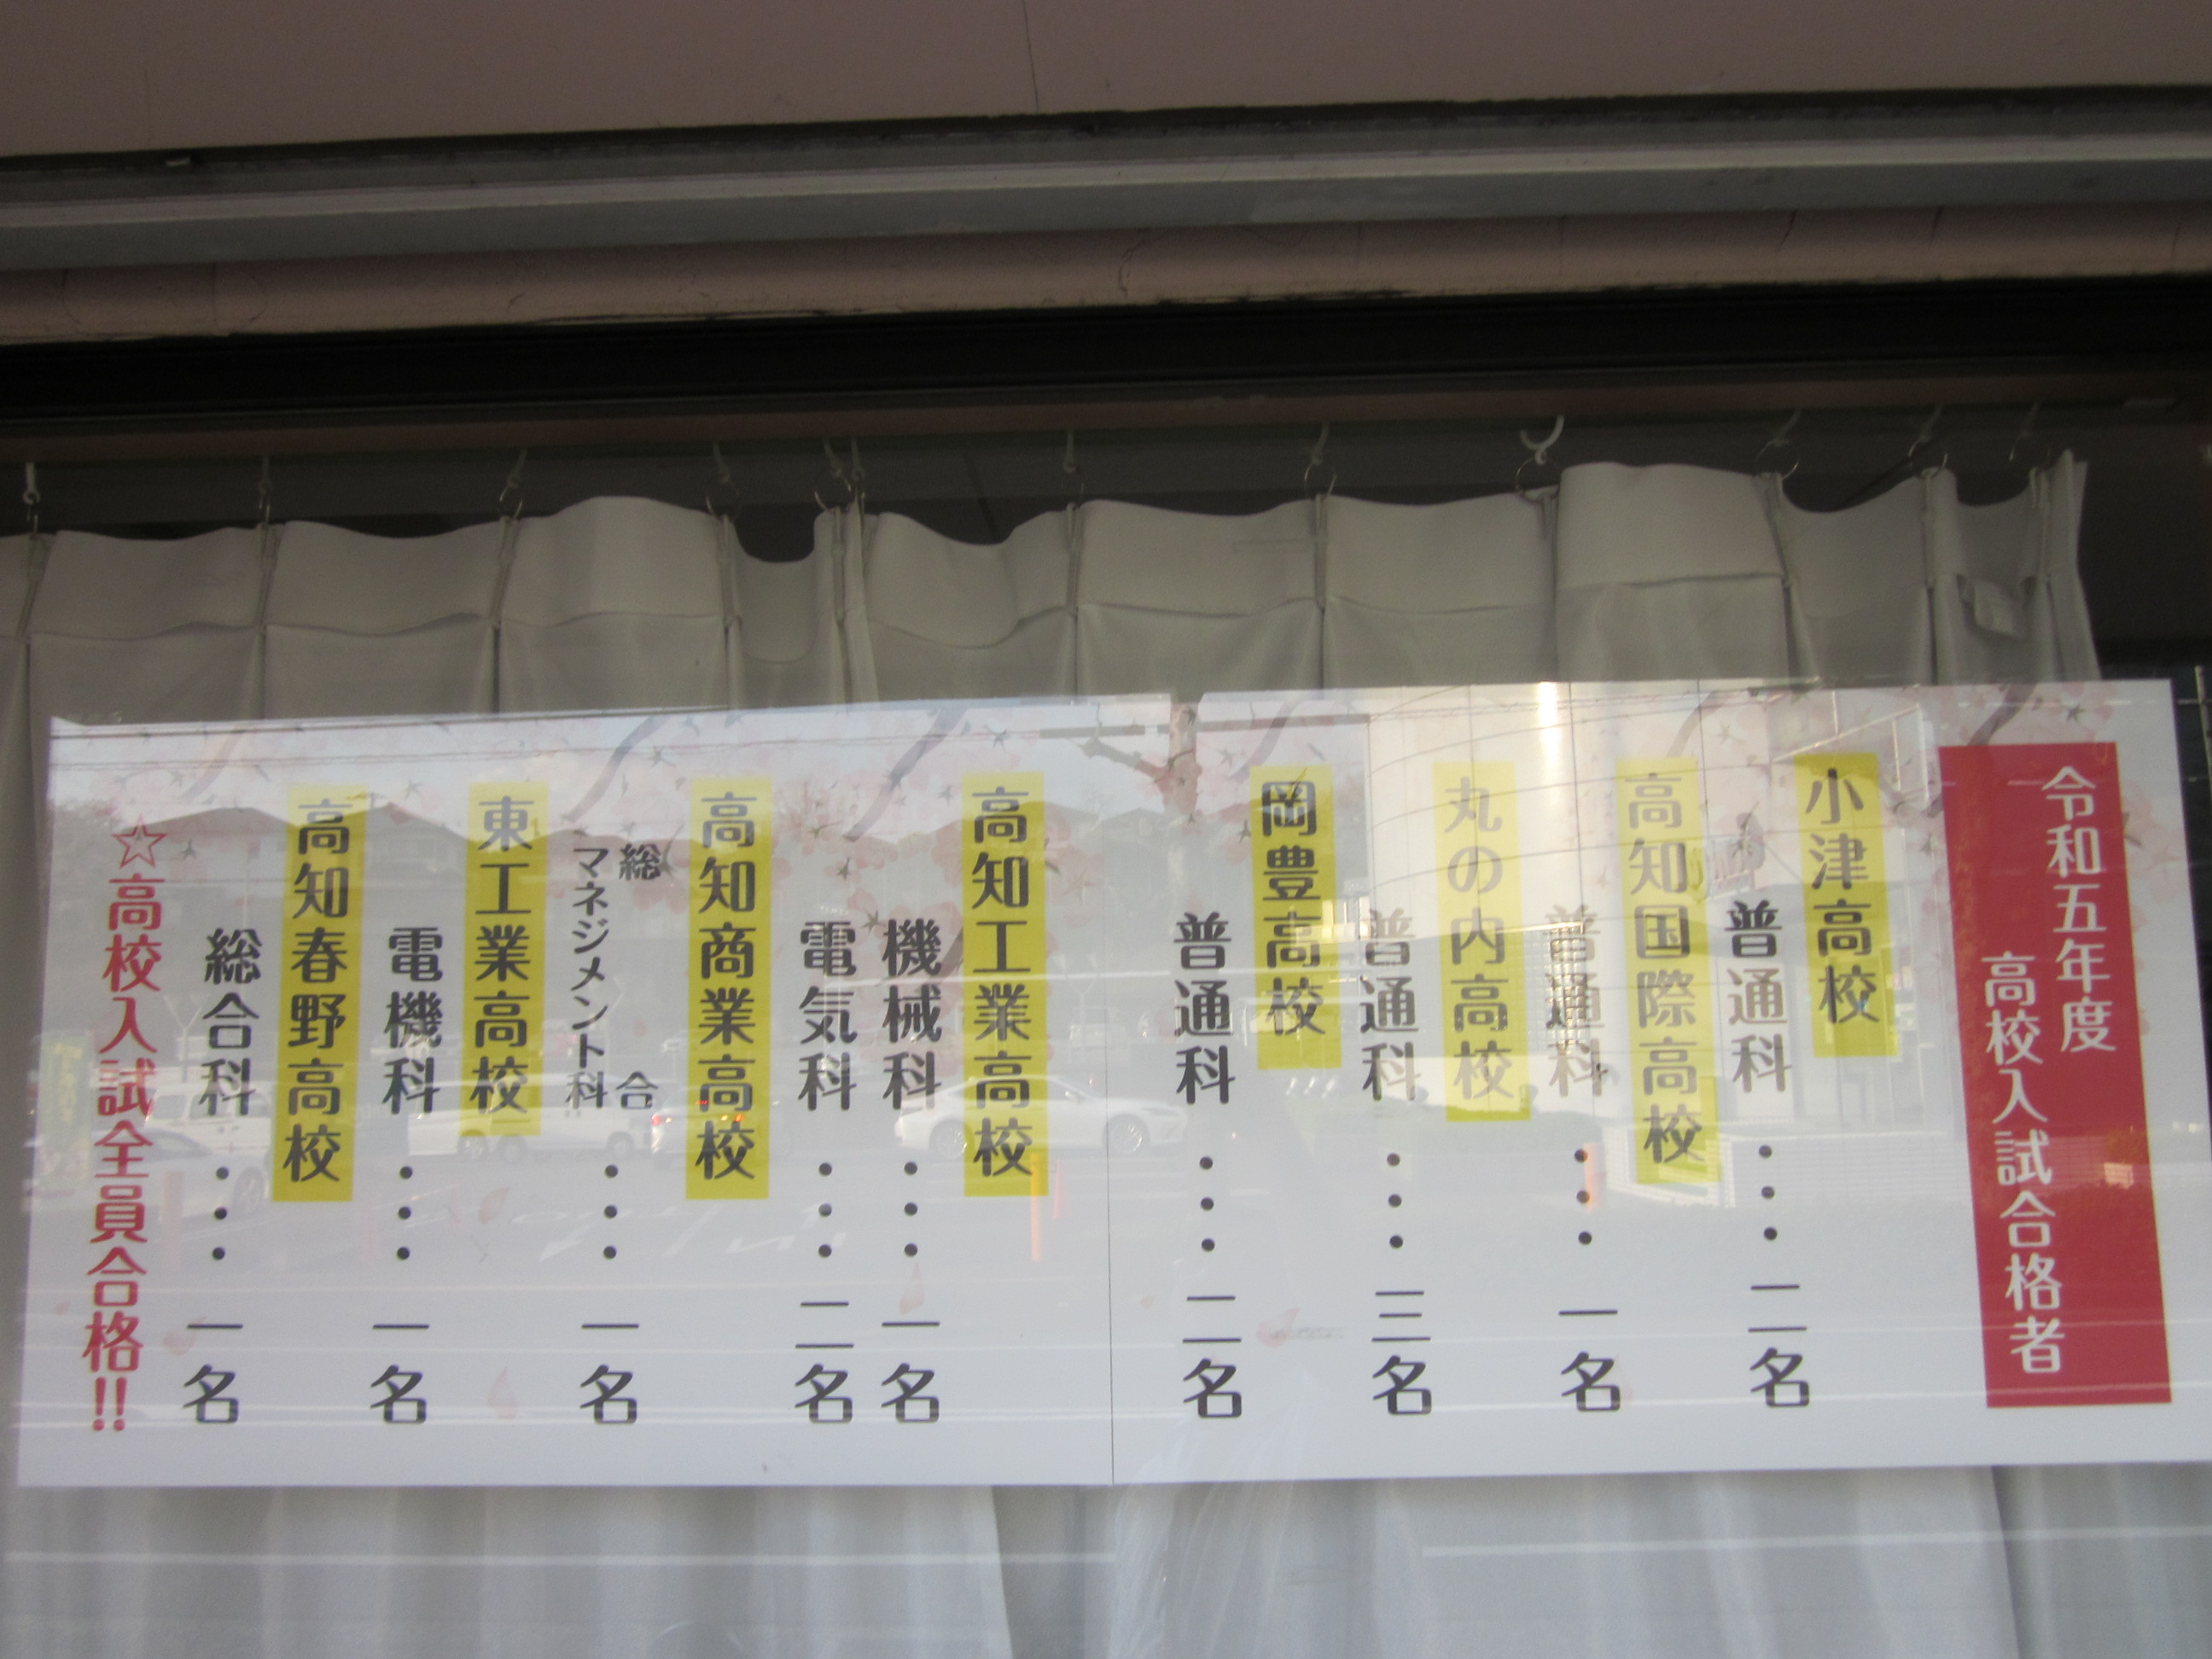 令和五年度
高校入試合格者
小津高校
普通科・・・二名
高知国際高校
普通科・・・一名
丸の内高校
普通科・・・三名
岡豊高校
普通科・・・二名
高知工業高校
機械科・・・一名
電気科・・・二名
高知商業高校
総合
マネジメント科・・・一名
東工業高校
電機科・・・一名
高知春野高校
総合科・・・一名
☆高校入試全員合格!!